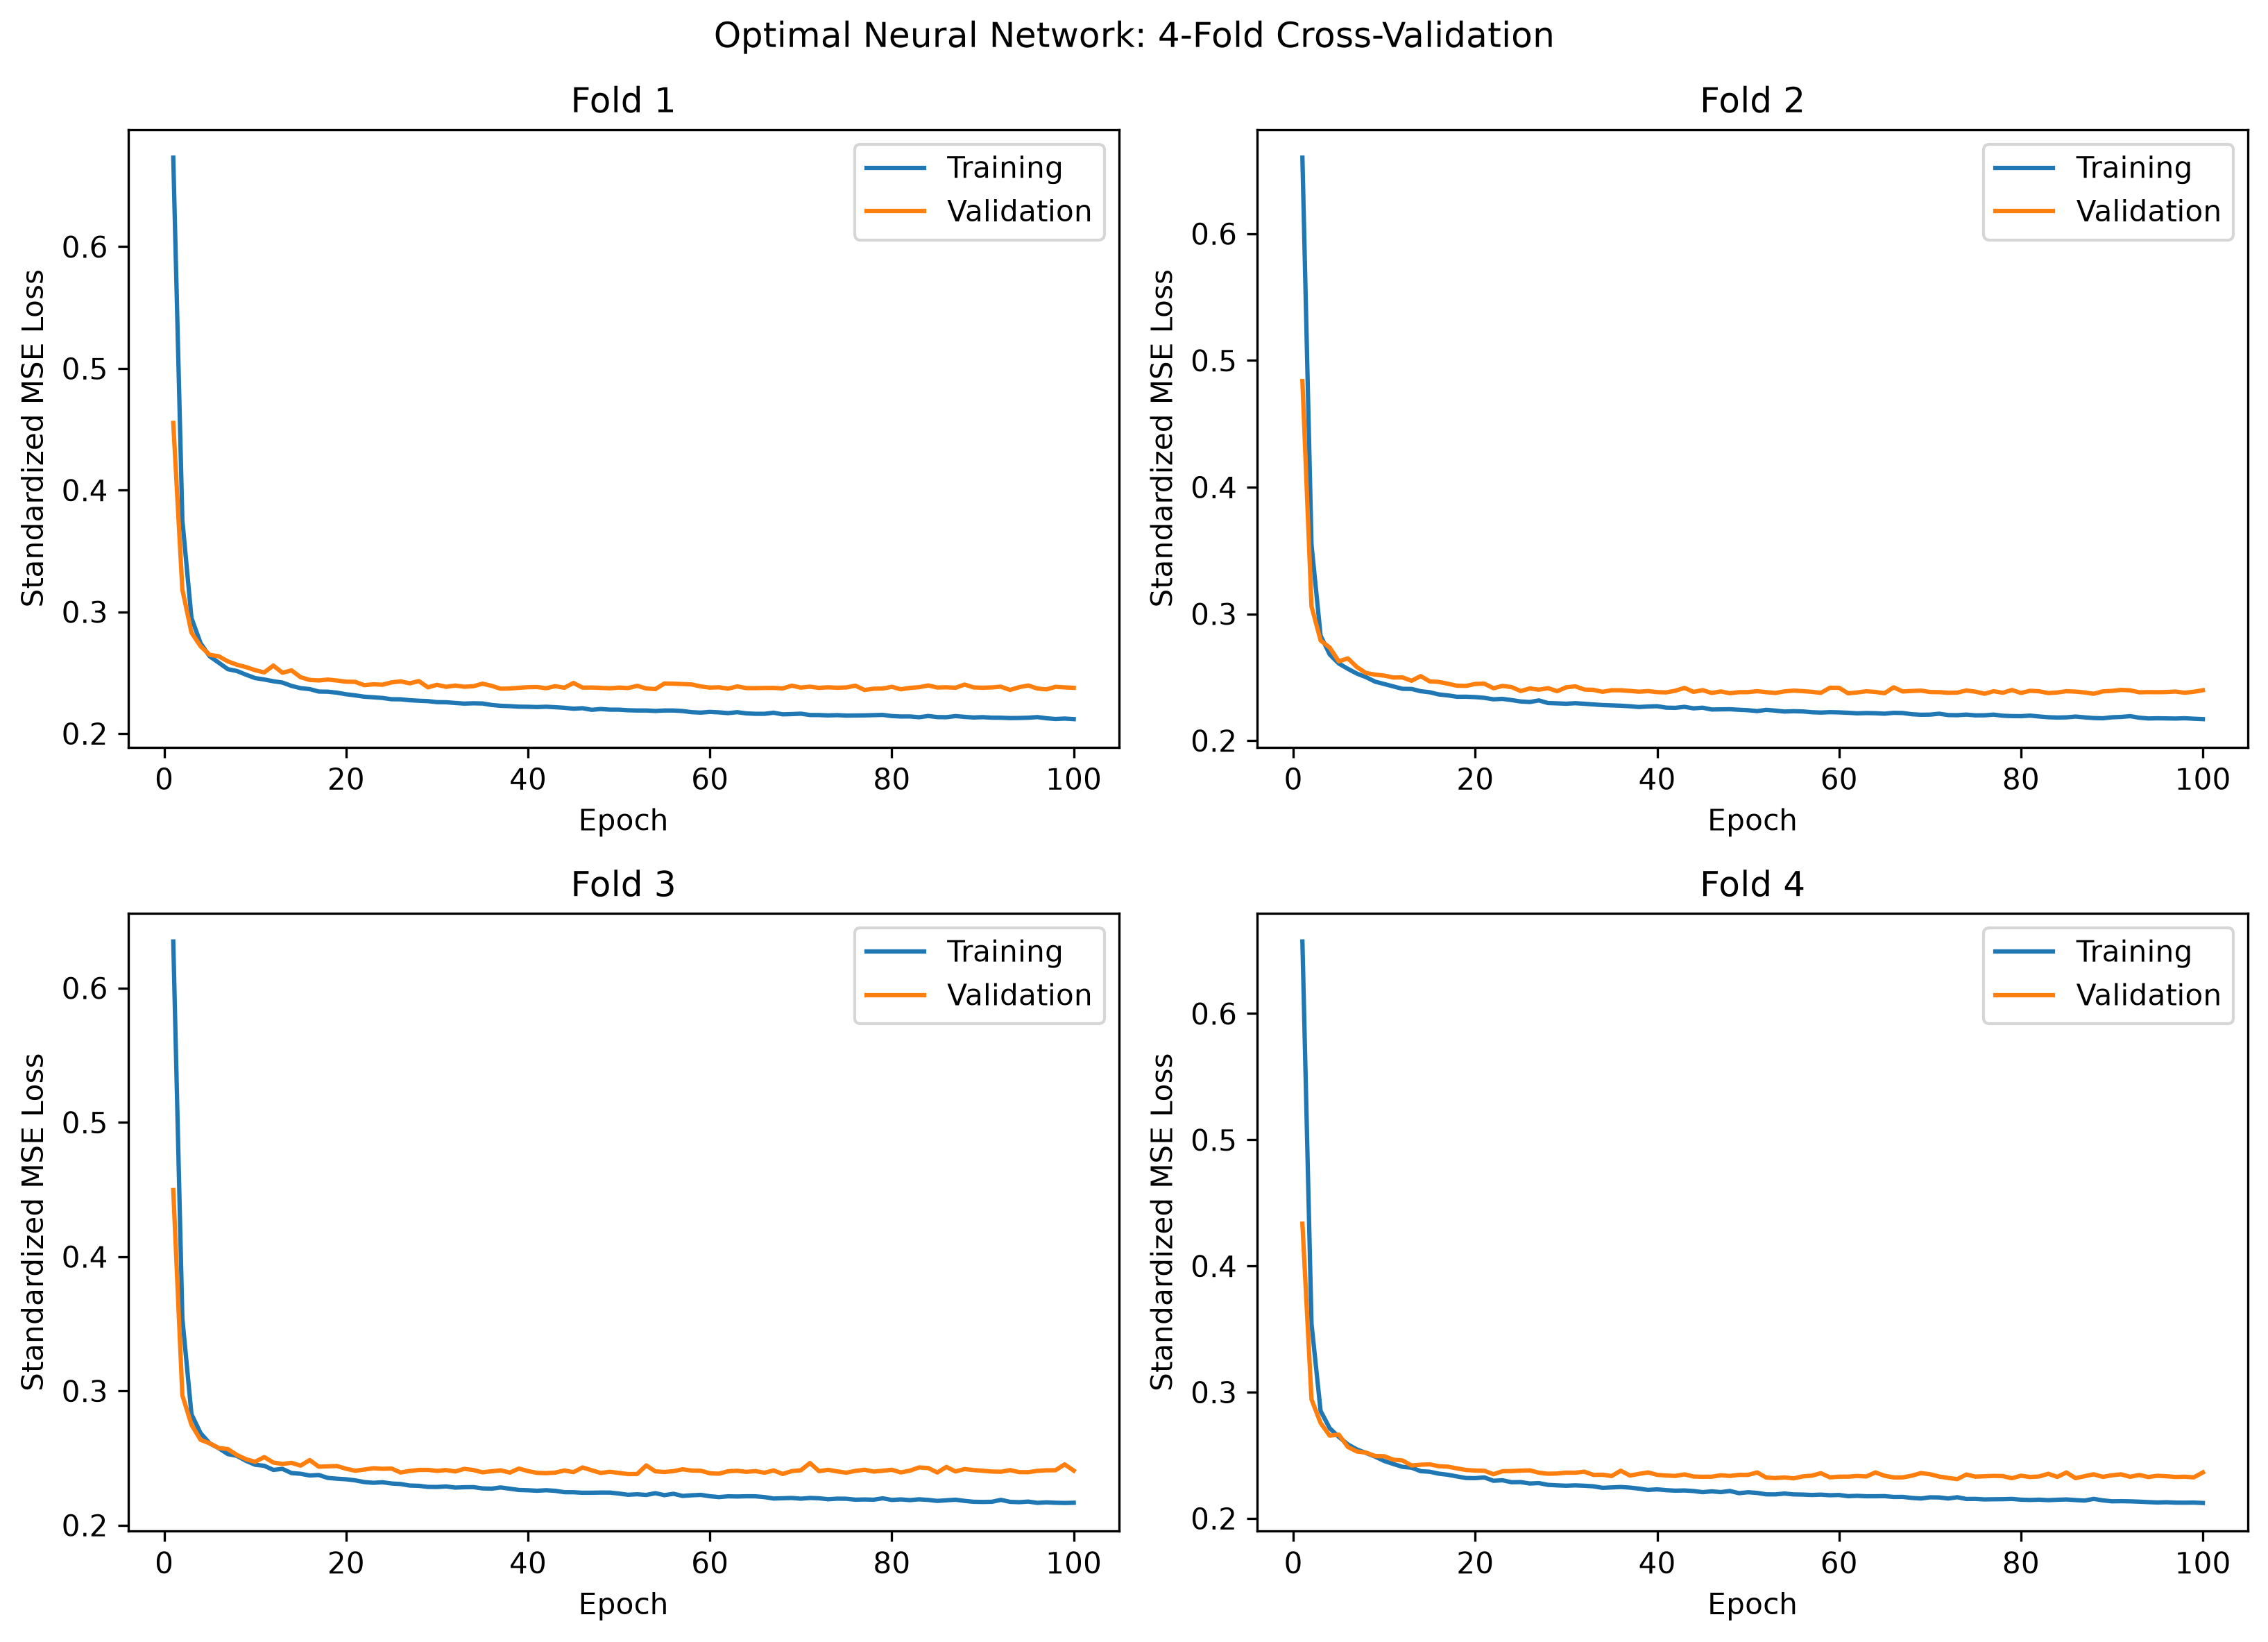 Optimal Neural Network: 4-Fold Cross-Validation
Fold 1
Training
Validation
Standardized MSE Loss
0.6
0.5
0.4
0.3
0.2
0 20 40 60 80 100
Epoch
Fold 2
Training
Validation
Standardized MSE Loss
0.6
0.5
0.4
0.3
0.2
0 20 40 60 80 100
Epoch
Fold 3
Training
Validation
Standardized MSE Loss
0.6
0.5
0.4
0.3
0.2
0 20 40 60 80 100
Epoch
Fold 4
Training
Validation
Standardized MSE Loss
0.6
0.5
0.4
0.3
0.2
0 20 40 60 80 100
Epoch